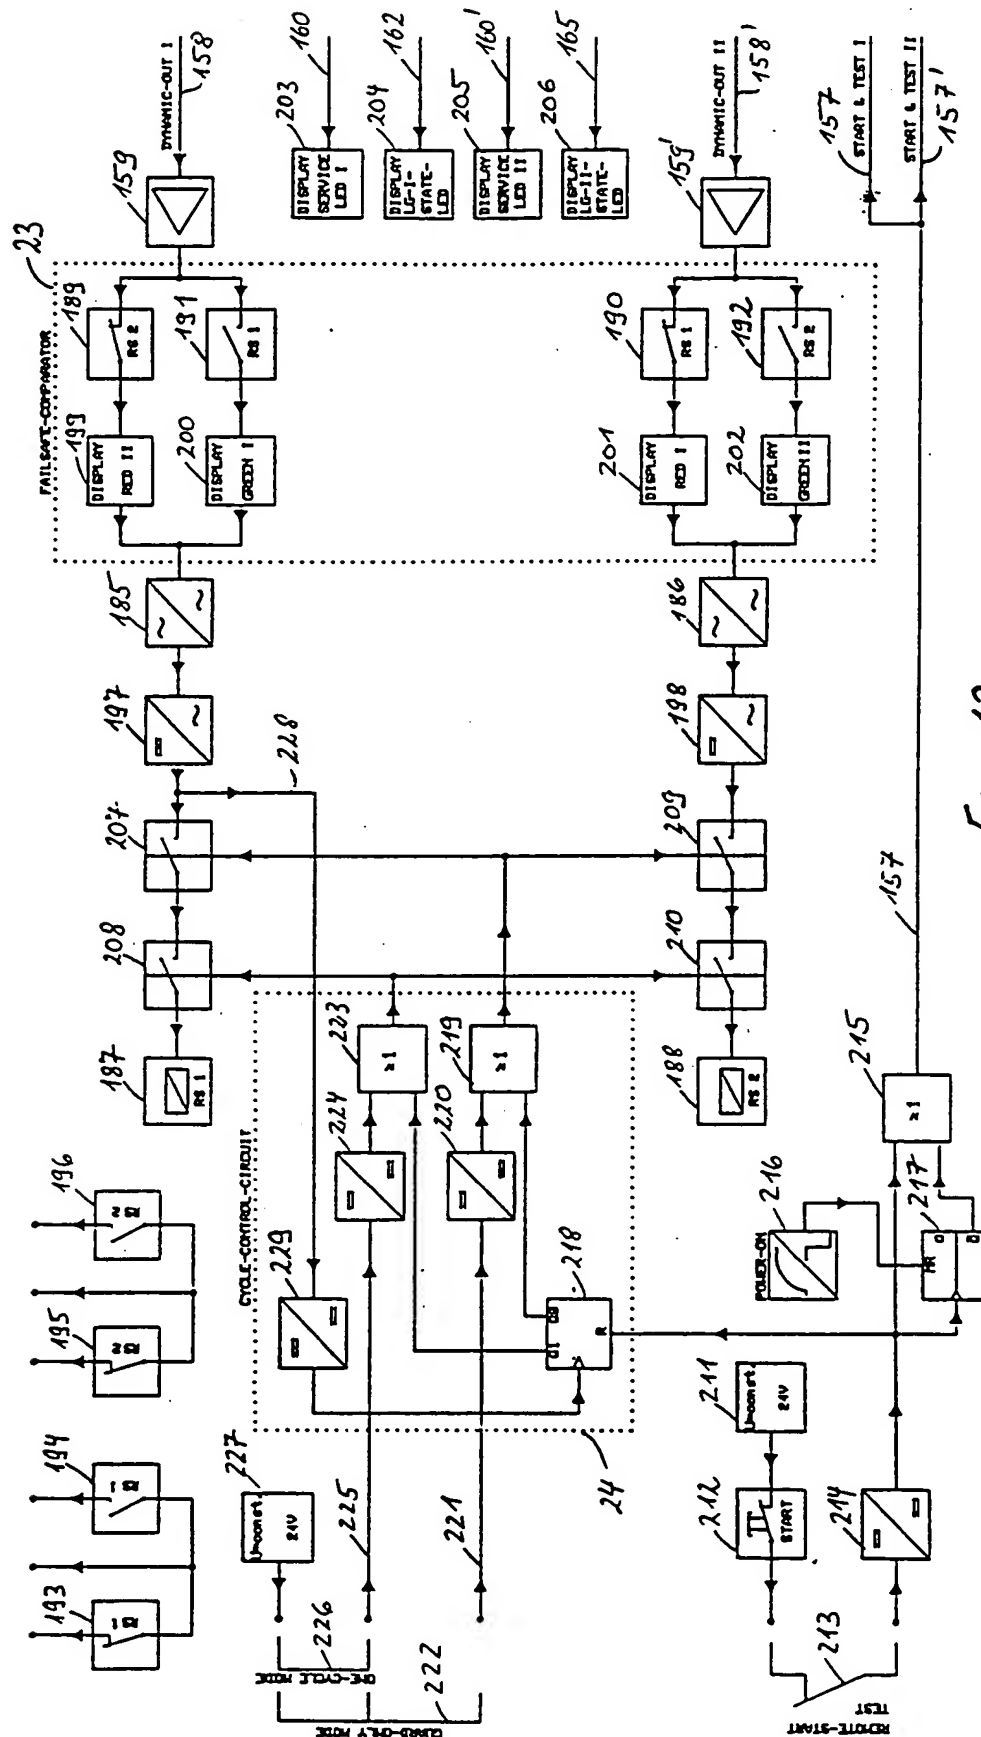 23
FAILSAFE-COMPARATOR
DYNAMIC-OUT I
158
159
189
RS 2
191
RS 1
199
DISPLAY
RED II
200
DISPLAY
GREEN I
160
203
DISPLAY
SERVICE
LED I
162
204
DISPLAY
LG-I-
STATE-
LED
160'
205
DISPLAY
SERVICE
LED II
165
206
DISPLAY
LG-II-
STATE-
LED
DYNAMIC-OUT II
158'
159'
190
RS 1
192
RS 2
201
DISPLAY
RED I
202
DISPLAY
GREEN II
157
START & TEST I
START & TEST II
157'
185
~
~
186
~
~
197
~
198
~
228
207
208
209
210
187
RS 1
188
RS 2
CYCLE-CONTROL-CIRCUIT
223
≥1
219
≥1
224
220
229
218
R
24
157
215
≥1
216
POWER-ON
217
MR
196
195
194
193
227
24V
225
221
226
ONE-CYCLE MODE
222
GUARD-ONLY MODE
211
24V
212
START
214
213
REMOTE-START
TEST